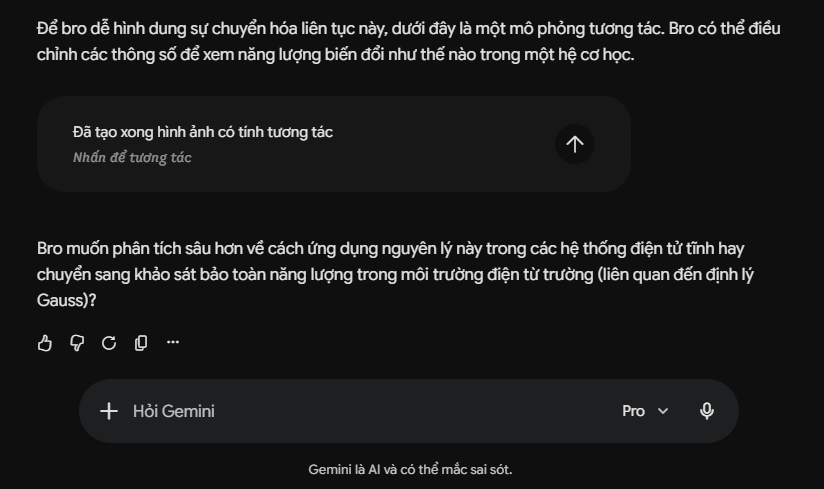 Để bro dễ hình dung sự chuyển hóa liên tục này, dưới đây là một mô phỏng tương tác. Bro có thể điều
chỉnh các thông số để xem năng lượng biến đổi như thế nào trong một hệ cơ học.
Đã tạo xong hình ảnh có tính tương tác
Nhấn để tương tác
Bro muốn phân tích sâu hơn về cách ứng dụng nguyên lý này trong các hệ thống điện tử tĩnh hay
chuyển sang khảo sát bảo toàn năng lượng trong môi trường điện từ trường (liên quan đến định lý
Gauss)?
Hỏi Gemini
Pro
Gemini là AI và có thể mắc sai sót.